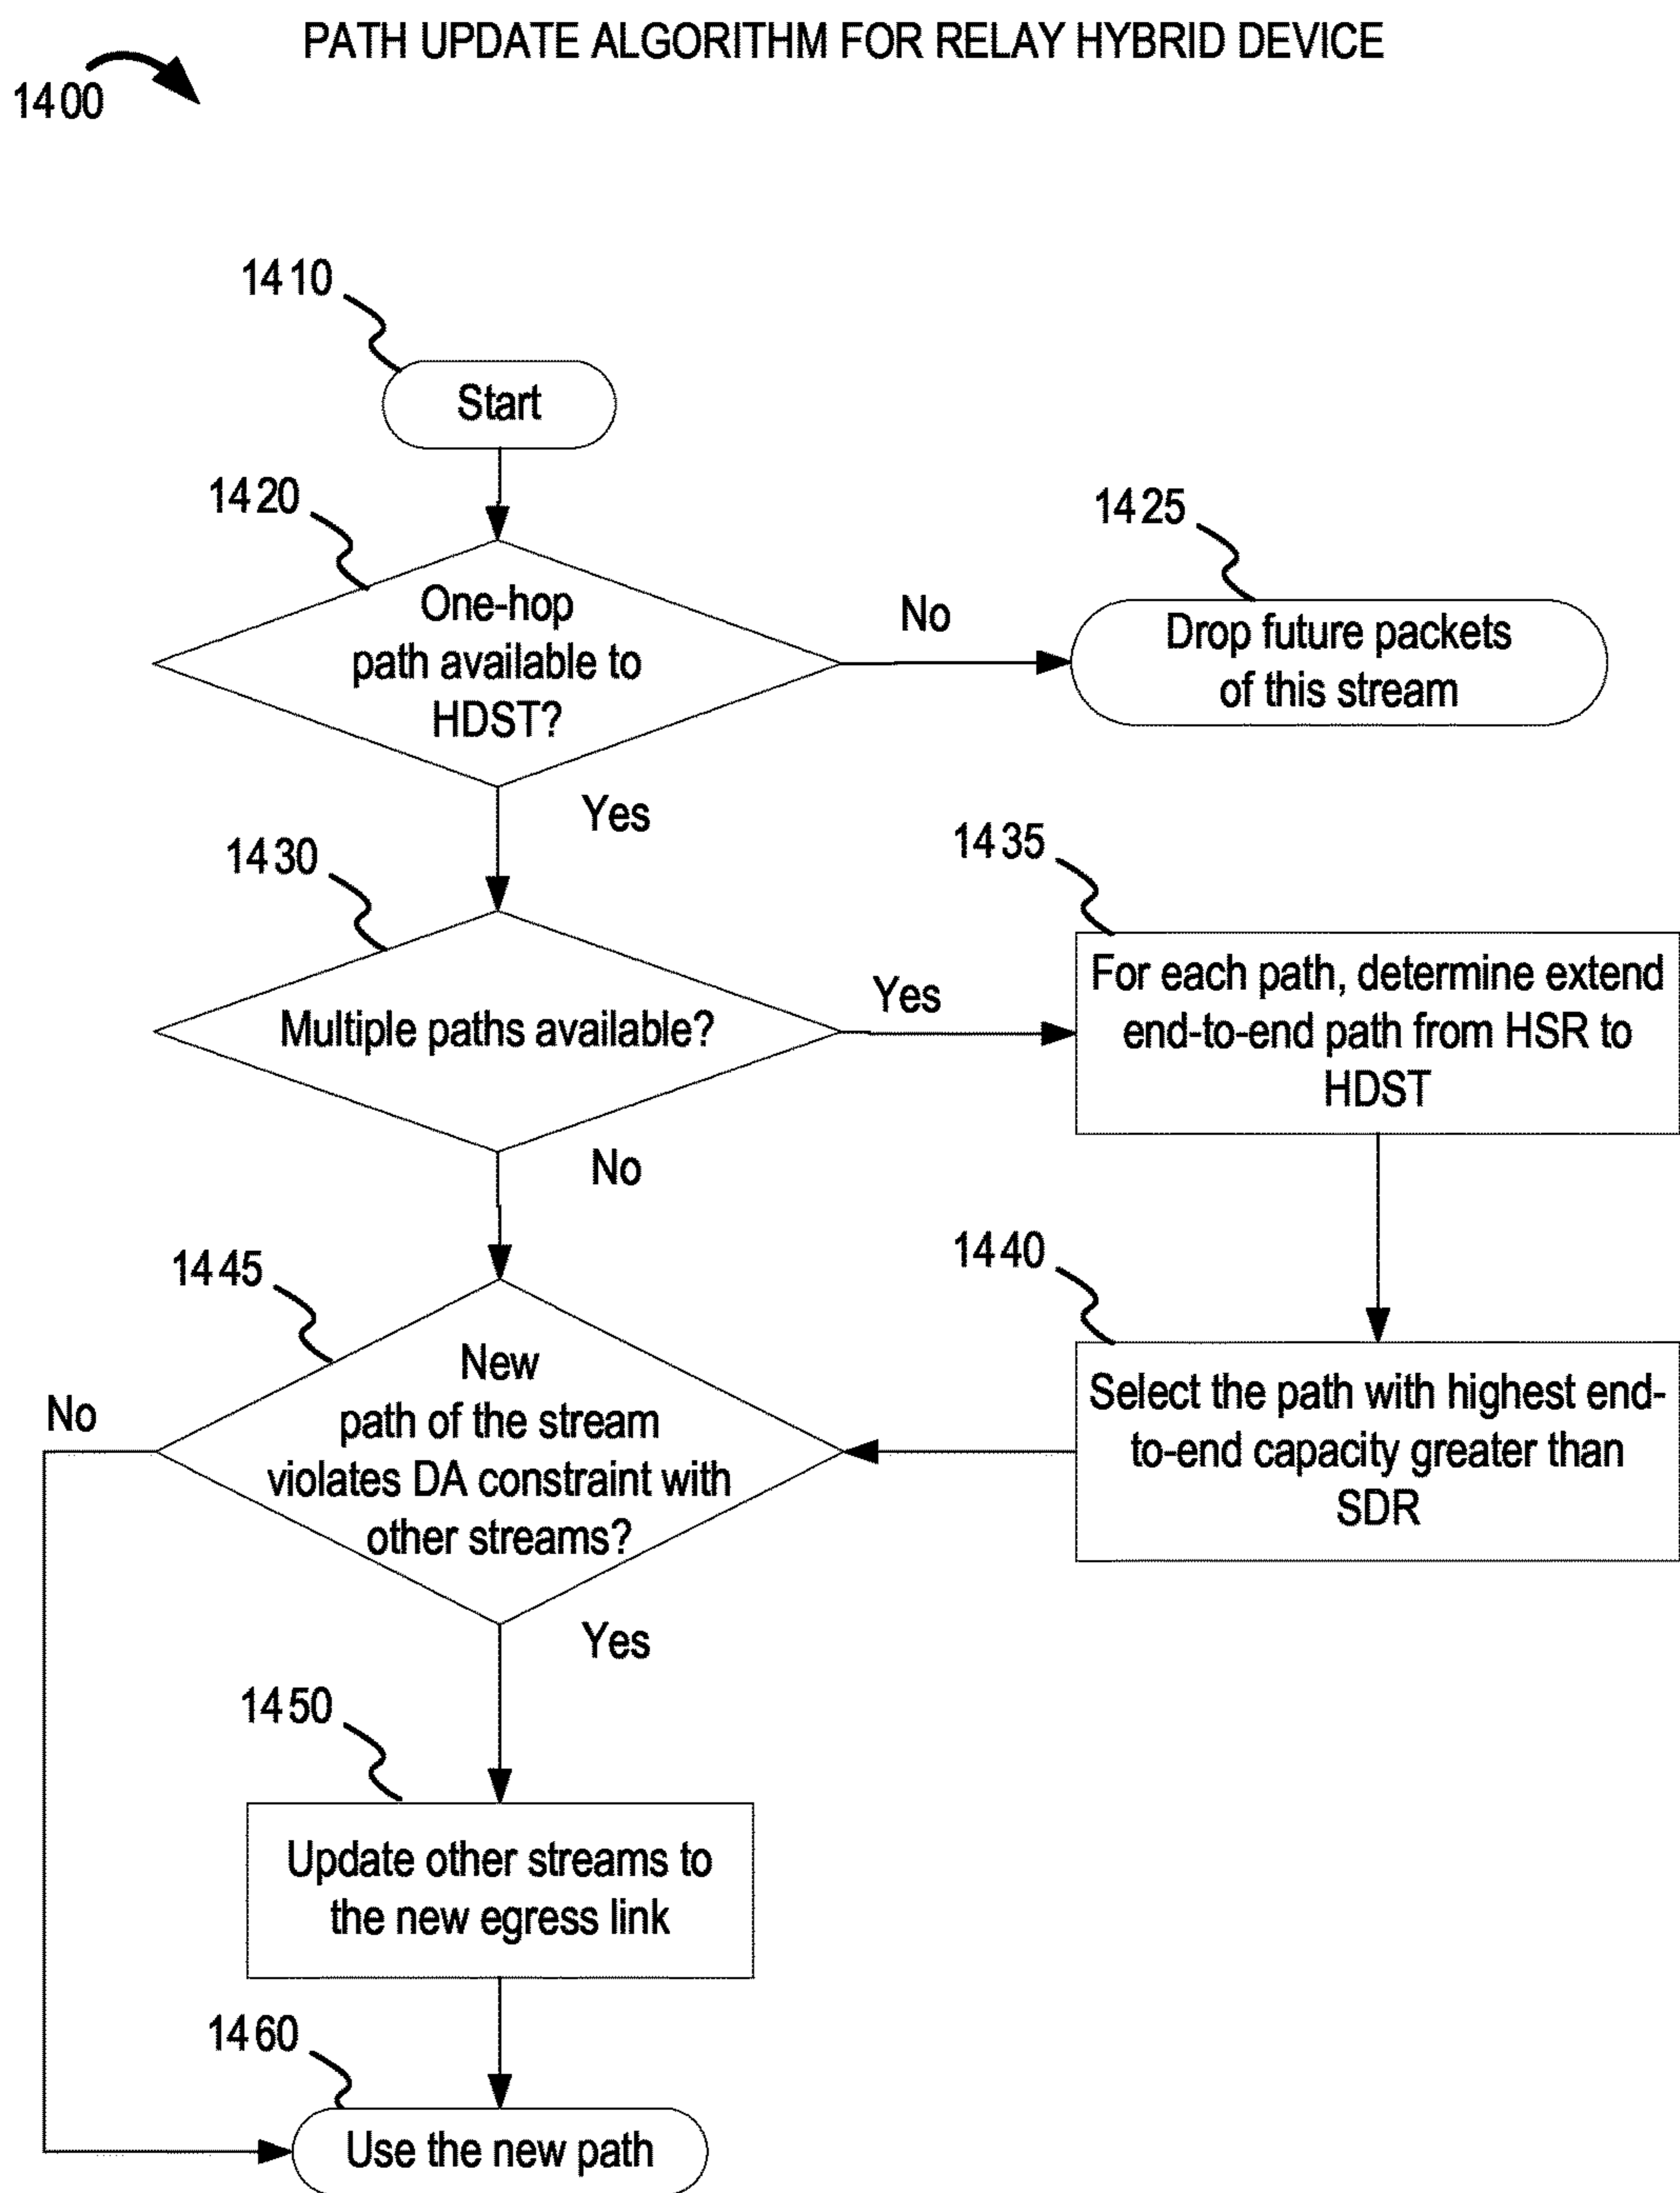 PATH UPDATE ALGORITHM FOR RELAY HYBRID DEVICE
1400
1410
Start
1420
One-hop
path available to
HDST?
No
1425
Drop future packets
of this stream
Yes
1430
Multiple paths available?
Yes
1435
For each path, determine extend
end-to-end path from HSR to
HDST
No
1445
New
path of the stream
violates DA constraint with
other streams?
No
1440
Select the path with highest end-
to-end capacity greater than
SDR
Yes
1450
Update other streams to
the new egress link
1460
Use the new path